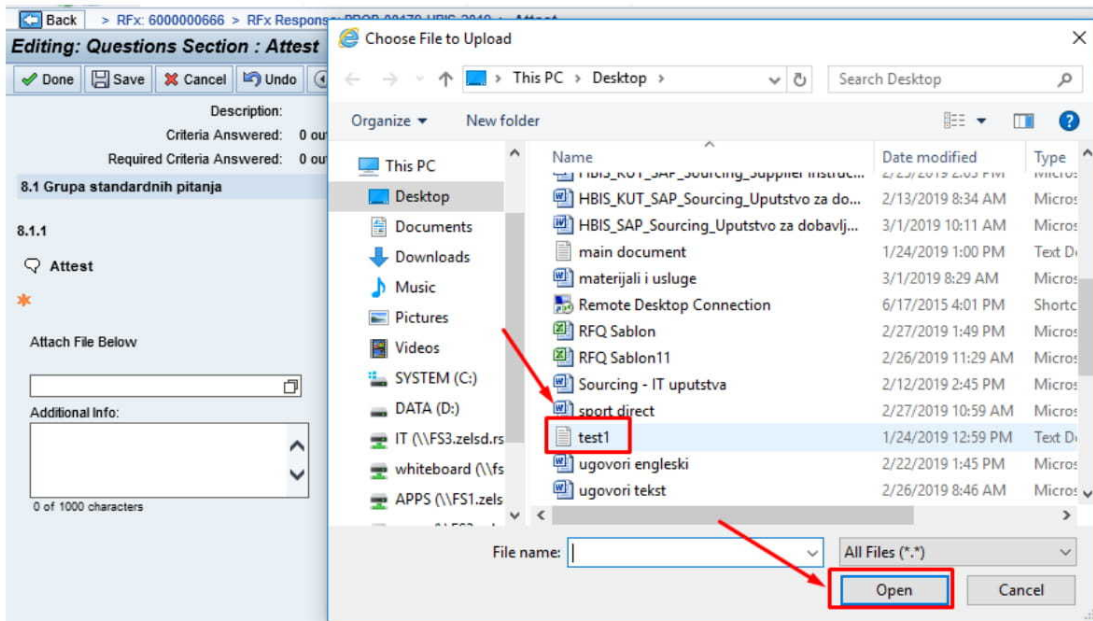 Back > RFx: 6000000666 > RFx Response:
Editing: Questions Section : Attest
Done Save Cancel Undo
Description:
Criteria Answered: 0 ou
Required Criteria Answered: 0 ou
8.1 Grupa standardnih pitanja
8.1.1
Attest
Attach File Below
Additional Info:
0 of 1000 characters
Choose File to Upload
This PC > Desktop >
Search Desktop
Organize New folder
This PC
Desktop
Documents
Downloads
Music
Pictures
Videos
SYSTEM (C:)
DATA (D:)
IT (\\FS3.zelsd.rs
whiteboard (\\fs
APPS (\\FS1.zels
Name Date modified Type
HBIS_KUT_SAP_Sourcing_Uputstvo za do... 2/13/2019 8:34 AM Micros
HBIS_SAP_Sourcing_Uputstvo za dobavlj... 3/1/2019 10:11 AM Micros
main document 1/24/2019 1:00 PM Text D
materijali i usluge 3/1/2019 8:29 AM Micros
Remote Desktop Connection 6/17/2015 4:01 PM Shortc
RFQ Sablon 2/27/2019 1:49 PM Micros
RFQ Sablon11 2/26/2019 11:29 AM Micros
Sourcing - IT uputstva 2/12/2019 2:45 PM Micros
sport direct 2/27/2019 10:59 AM Micros
test1 1/24/2019 12:59 PM Text D
ugovori engleski 2/22/2019 1:45 PM Micros
ugovori tekst 2/26/2019 8:46 AM Micros
File name: All Files (*.*)
Open Cancel